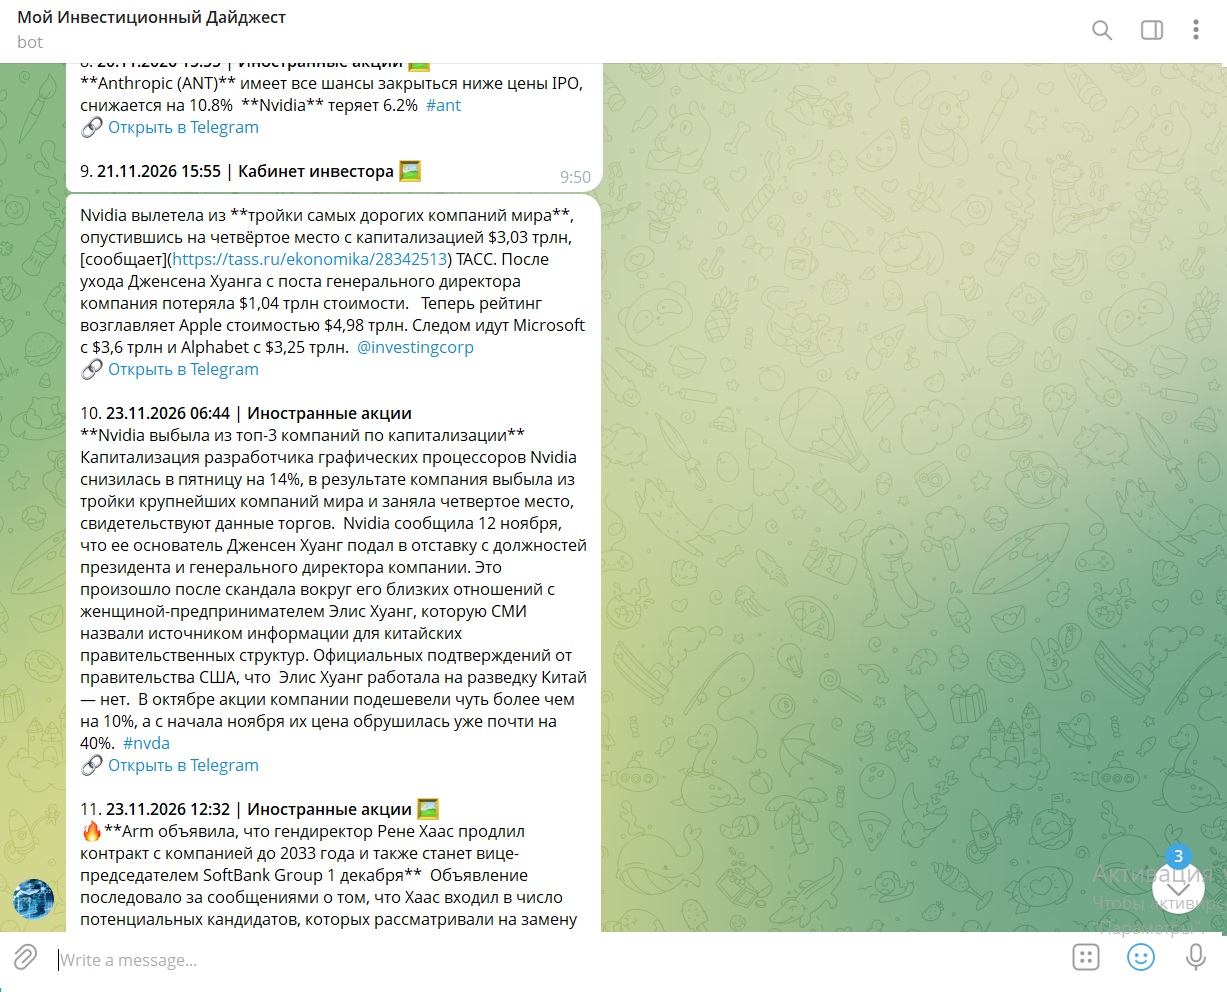 Мой Инвестиционный Дайджест
bot
8. 20.11.2026 15:55 | Иностранные акции
**Anthropic (ANT)** имеет все шансы закрыться ниже цены IPO,
снижается на 10.8%  **Nvidia** теряет 6.2%  #ant
Открыть в Telegram
9. 21.11.2026 15:55 | Кабинет инвестора
9:50
Nvidia вылетела из **тройки самых дорогих компаний мира**,
опустившись на четвёртое место с капитализацией $3,03 трлн,
[сообщает](https://tass.ru/ekonomika/28342513) ТАСС. После
ухода Дженсена Хуанга с поста генерального директора
компания потеряла $1,04 трлн стоимости.   Теперь рейтинг
возглавляет Apple стоимостью $4,98 трлн. Следом идут Microsoft
с $3,6 трлн и Alphabet с $3,25 трлн.  @investingcorp
Открыть в Telegram
10. 23.11.2026 06:44 | Иностранные акции
**Nvidia выбыла из топ-3 компаний по капитализации**
Капитализация разработчика графических процессоров Nvidia
снизилась в пятницу на 14%, в результате компания выбыла из
тройки крупнейших компаний мира и заняла четвертое место,
свидетельствуют данные торгов.  Nvidia сообщила 12 ноября,
что ее основатель Дженсен Хуанг подал в отставку с должностей
президента и генерального директора компании. Это
произошло после скандала вокруг его близких отношений с
женщиной-предпринимателем Элис Хуанг, которую СМИ
назвали источником информации для китайских
правительственных структур. Официальных подтверждений от
правительства США, что  Элис Хуанг работала на разведку Китай
— нет.  В октябре акции компании подешевели чуть более чем
на 10%, а с начала ноября их цена обрушилась уже почти на
40%.  #nvda
Открыть в Telegram
11. 23.11.2026 12:32 | Иностранные акции
**Arm объявила, что гендиректор Рене Хаас продлил
контракт с компанией до 2033 года и также станет вице-
председателем SoftBank Group 1 декабря**  Объявление
последовало за сообщениями о том, что Хаас входил в число
потенциальных кандидатов, которых рассматривали на замену
3
Активация
Чтобы активир
Параметры
Write a message...